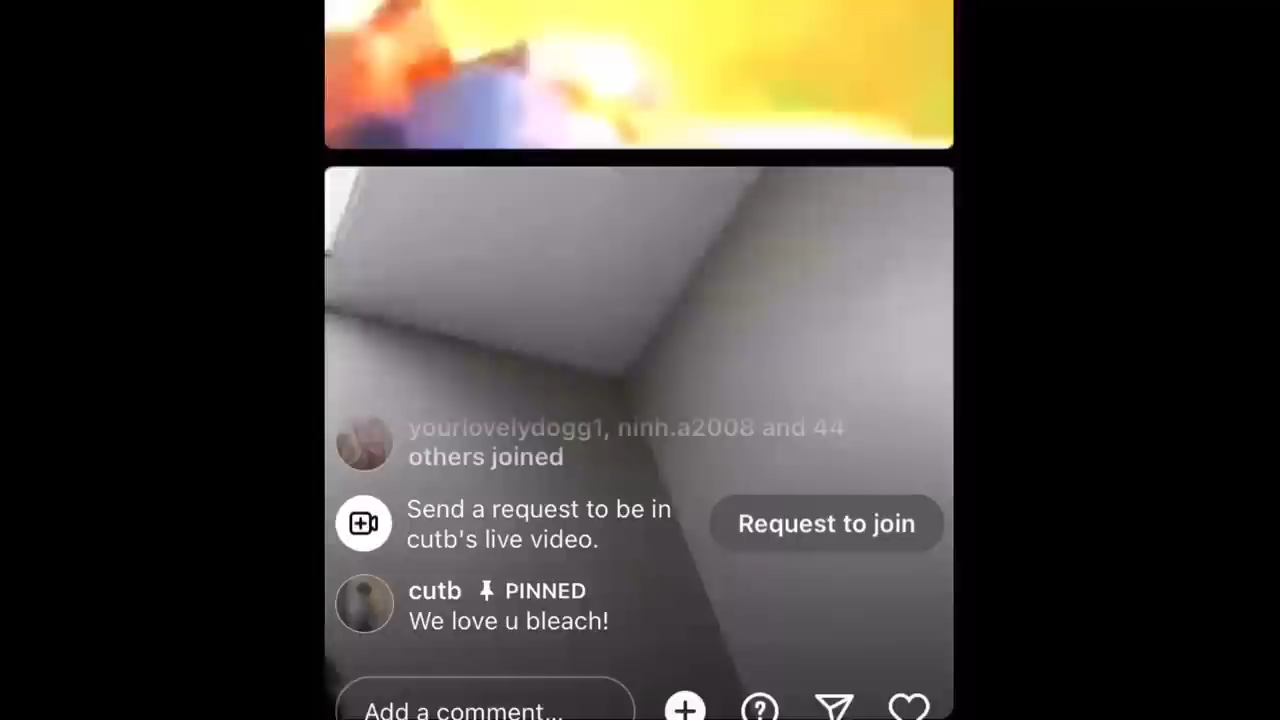 yourlovelydogg1, ninh.a2008 and 44
others joined
Send a request to be in
cutb's live video.
Request to join
cutb PINNED
We love u bleach!
Add a comment...